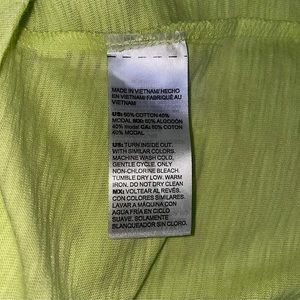 MADE IN VIETNAM/ HECHO
EN VIETNAM/ FABRIQUÉ AU
VIETNAM
US: 60% COTTON 40%
MODAL MX: 60% ALGODÓN
40% modal CA: 60% COTON
40% MODAL
US: TURN INSIDE OUT.
WITH SIMILAR COLORS.
MACHINE WASH COLD,
GENTLE CYCLE. ONLY
NON-CHLORINE BLEACH.
TUMBLE DRY LOW. WARM
IRON. DO NOT DRY CLEAN
MX: VOLTEAR AL REVÉS.
CON COLORES SIMILARES.
LAVAR A MÁQUINA CON
AGUA FRÍA EN CICLO
SUAVE. SOLAMENTE
BLANQUEADOR SIN CLORO.